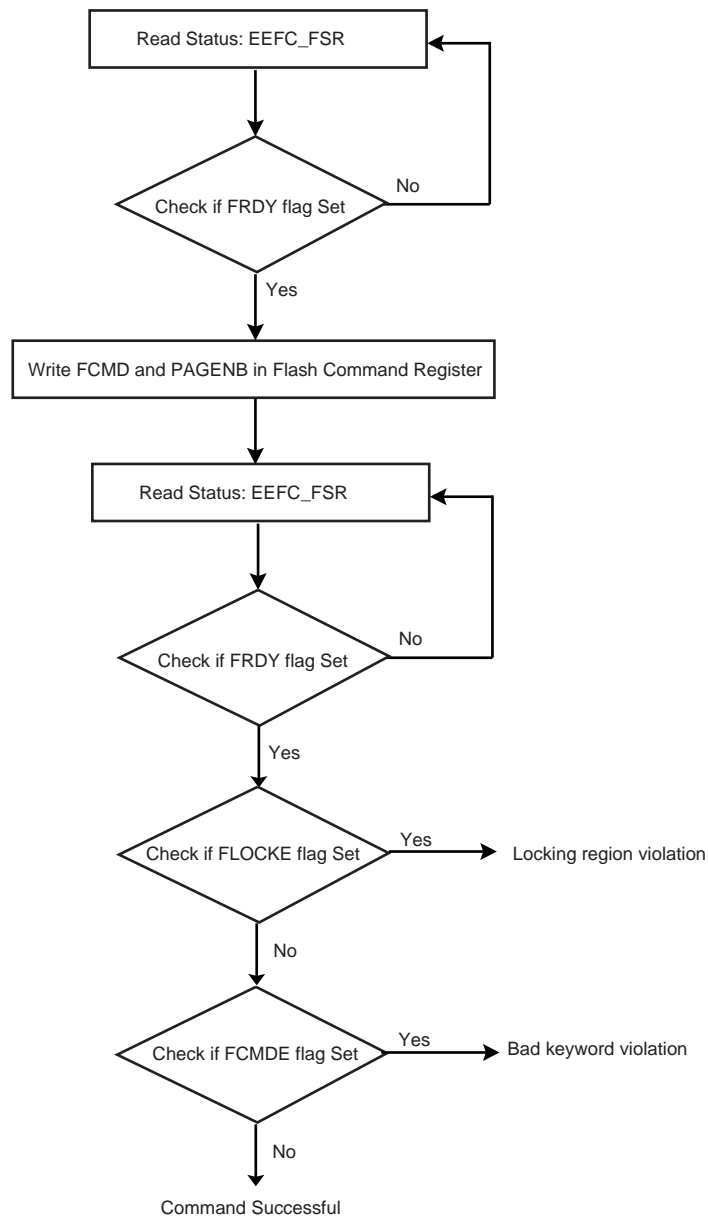 Read Status: EEFC_FSR
Check if FRDY flag Set
No
Yes
Write FCMD and PAGENB in Flash Command Register
Read Status: EEFC_FSR
Check if FRDY flag Set
No
Yes
Check if FLOCKE flag Set
Yes
Locking region violation
No
Check if FCMDE flag Set
Yes
Bad keyword violation
No
Command Successful